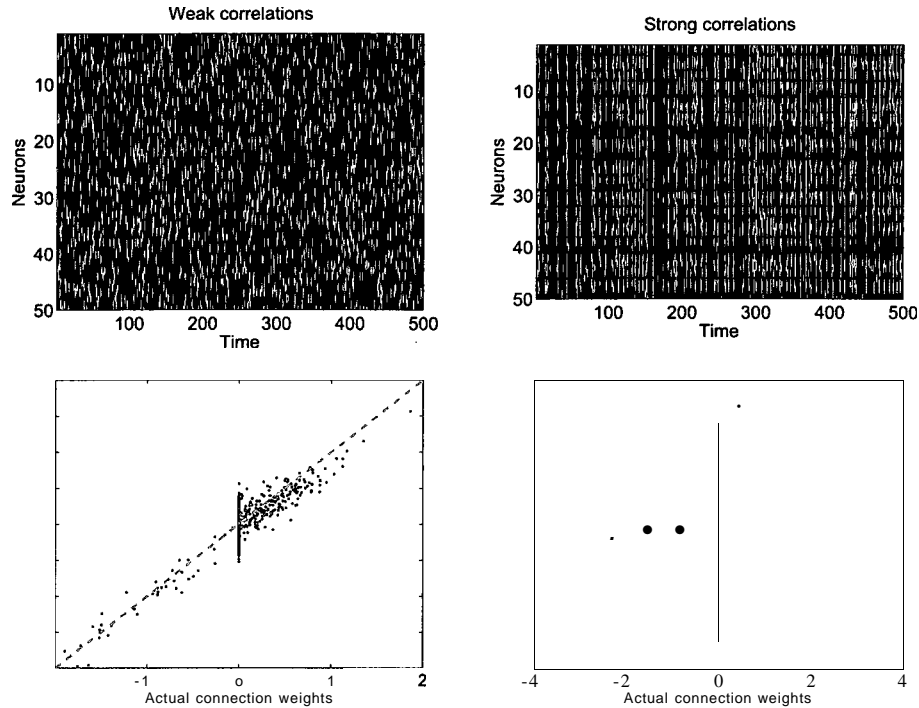 Weak correlations
10
20
30
40
50
Neurons
100 200 300 400 500
Time
Strong correlations
10
20
30
40
50
Neurons
100 200 300 400 500
Time
-1 o 1 2
Actual connection weights
-4 -2 0 2 4
Actual connection weights